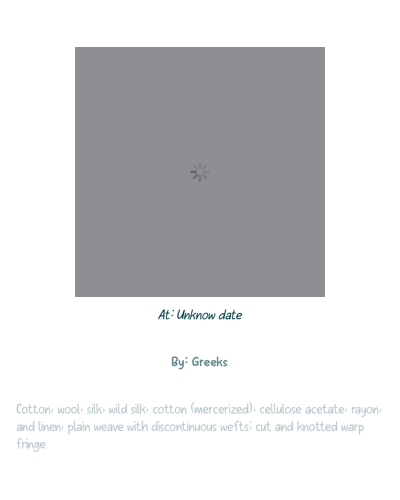 At: Unknow date
By: Greeks
Cotton, wool, silk, wild silk, cotton (mercerized), cellulose acetate, rayon,
and linen; plain weave with discontinuous wefts; cut and knotted warp
fringe